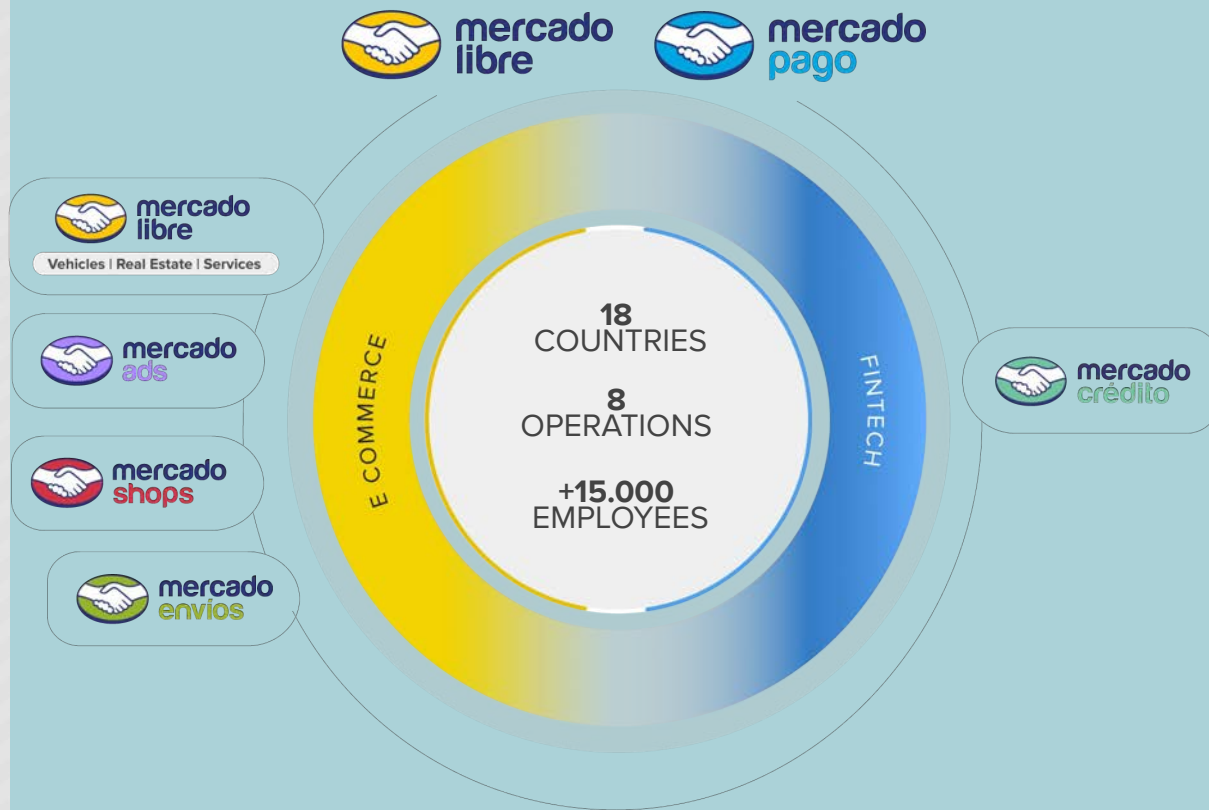 mercado
libre
mercado
pago
mercado
libre
Vehicles | Real Estate | Services
mercado
ads
mercado
shops
mercado
envíos
E COMMERCE
18
COUNTRIES
8
OPERATIONS
+15.000
EMPLOYEES
FINTECH
mercado
crédito